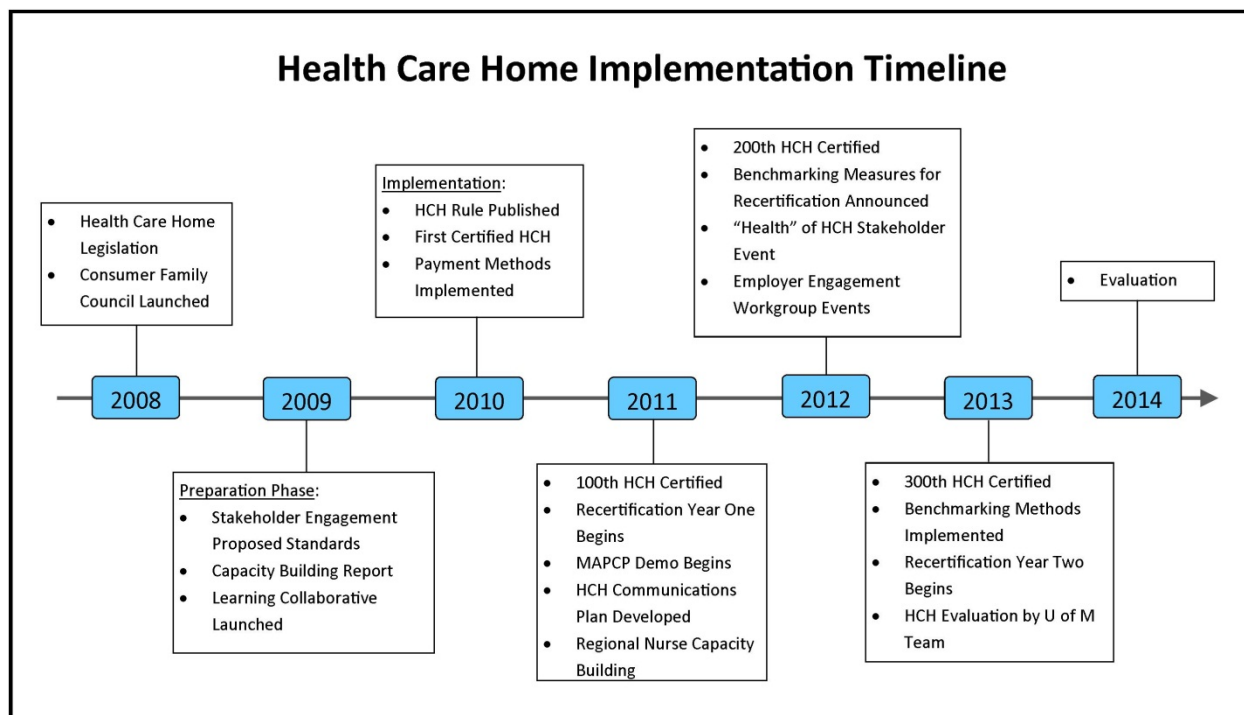 Health Care Home Implementation Timeline
• Health Care Home
Legislation
• Consumer Family
Council Launched
2008
2009
Preparation Phase:
• Stakeholder Engagement
Proposed Standards
• Capacity Building Report
• Learning Collaborative
Launched
Implementation:
• HCH Rule Published
• First Certified HCH
• Payment Methods
Implemented
2010
2011
• 100th HCH Certified
• Recertification Year One
Begins
• MAPCP Demo Begins
• HCH Communications
Plan Developed
• Regional Nurse Capacity
Building
• 200th HCH Certified
• Benchmarking Measures for
Recertification Announced
• “Health” of HCH Stakeholder
Event
• Employer Engagement
Workgroup Events
2012
2013
• 300th HCH Certified
• Benchmarking Methods
Implemented
• Recertification Year Two
Begins
• HCH Evaluation by U of M
Team
• Evaluation
2014